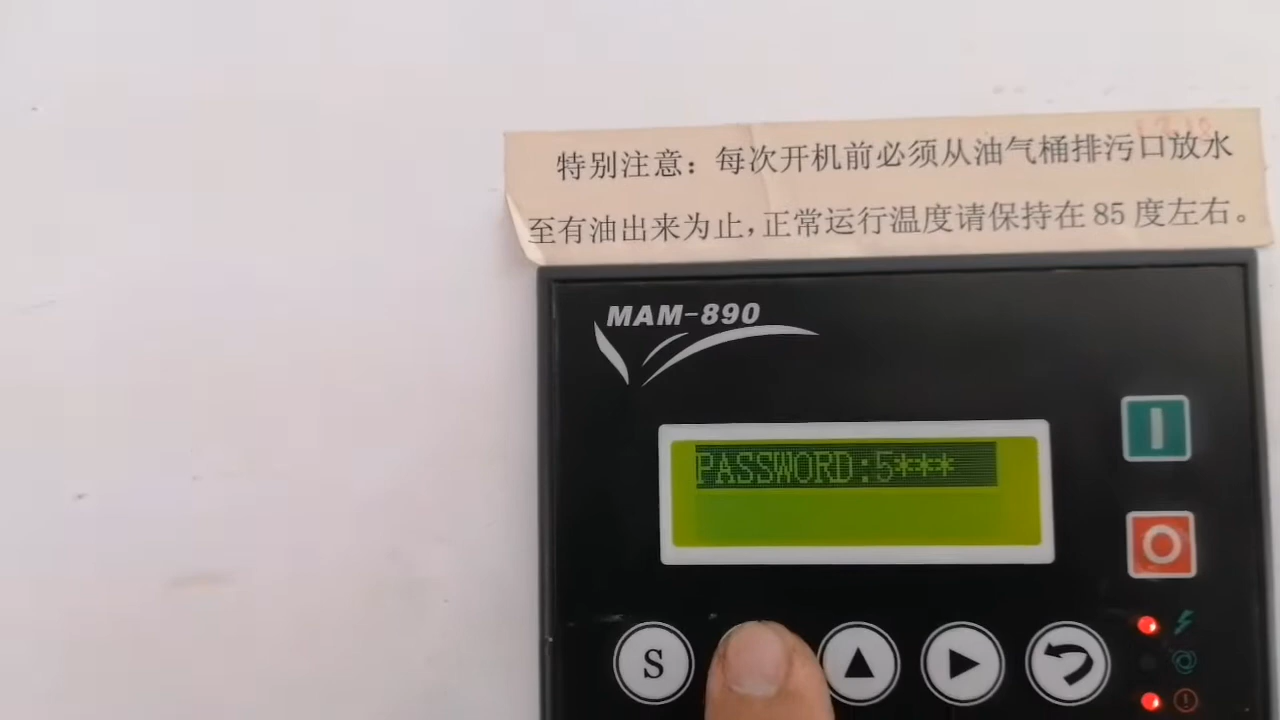 特别注意：每次开机前必须从油气桶排污口放水
至有油出来为止，正常运行温度请保持在 85 度左右。
MAM-890
PASSWORD:5***
S